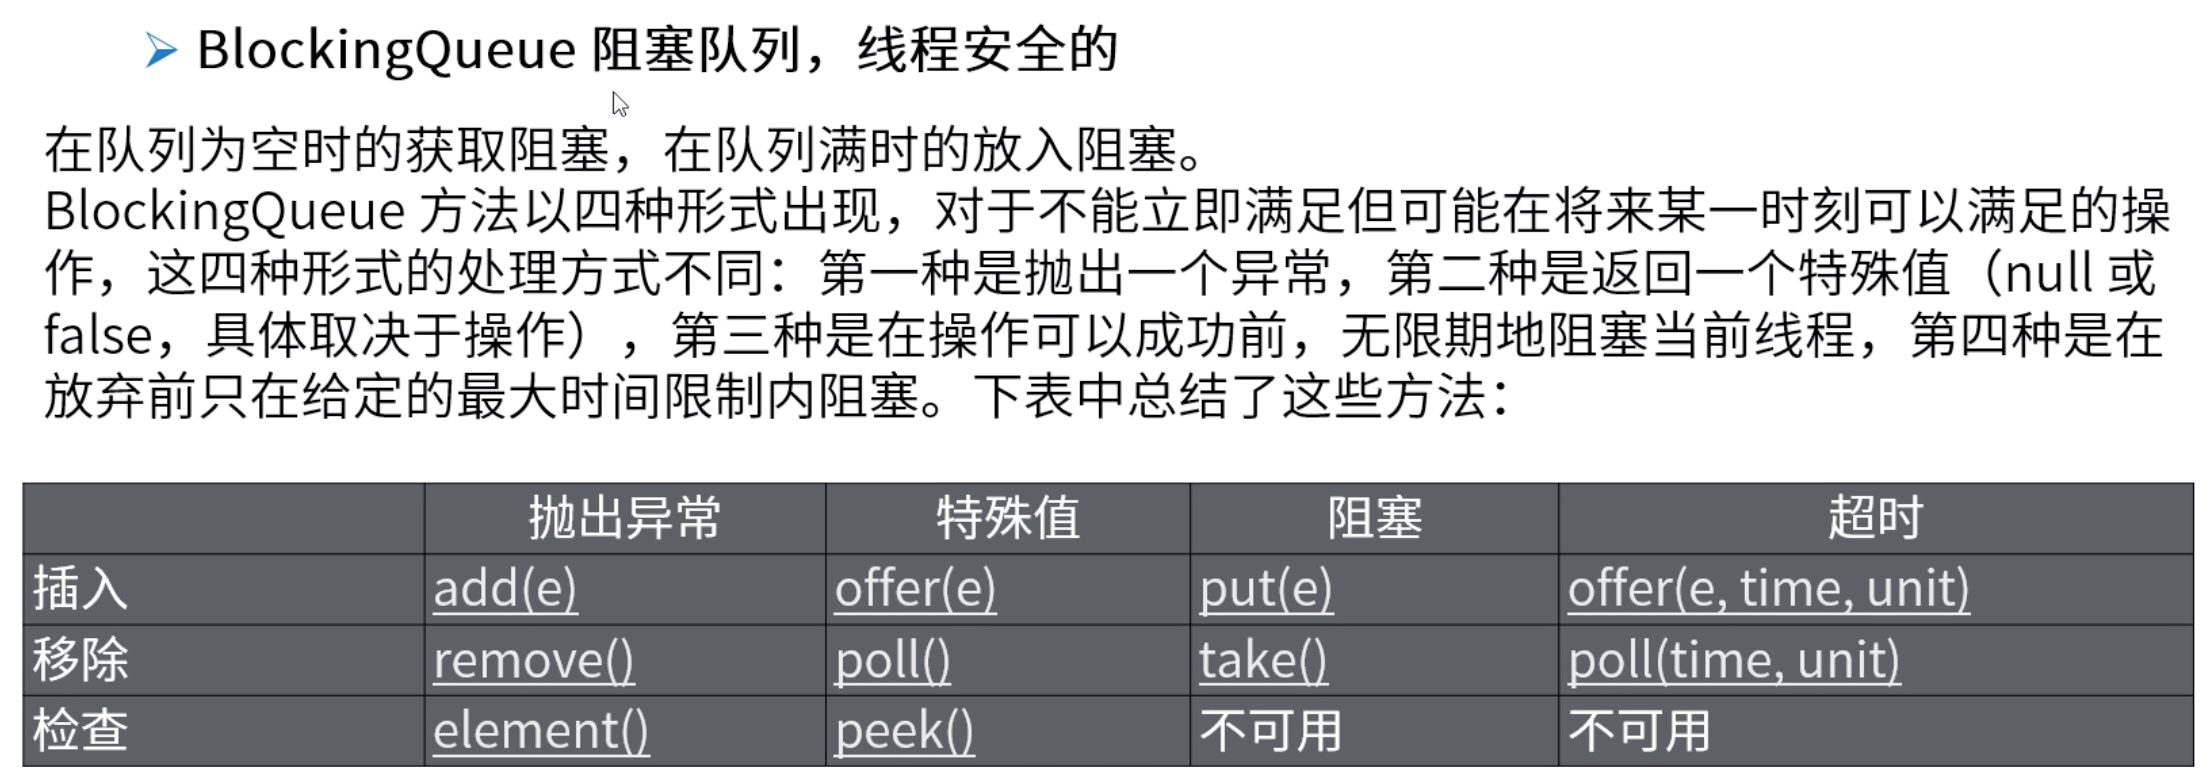 BlockingQueue 阻塞队列，线程安全的
在队列为空时的获取阻塞，在队列满时的放入阻塞。
BlockingQueue 方法以四种形式出现，对于不能立即满足但可能在将来某一时刻可以满足的操
作，这四种形式的处理方式不同：第一种是抛出一个异常，第二种是返回一个特殊值（null 或
false，具体取决于操作），第三种是在操作可以成功前，无限期地阻塞当前线程，第四种是在
放弃前只在给定的最大时间限制内阻塞。下表中总结了这些方法：
抛出异常 特殊值 阻塞 超时
插入 add(e) offer(e) put(e) offer(e, time, unit)
移除 remove() poll() take() poll(time, unit)
检查 element() peek() 不可用 不可用